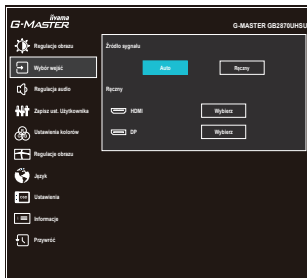 iiyama
G-MASTER
G-MASTER GB2870UHSU
Regulacje obrazu
Wybór wejść
Regulacja audio
Zapisz ust. Użytkownika
Ustawienia kolorów
Regulacje obrazu
Język
Ustawienia
Informacje
Przywróć
Źródło sygnału
Auto
Ręczny
Ręczny
HDMI
Wybierz
DP
Wybierz
OSD